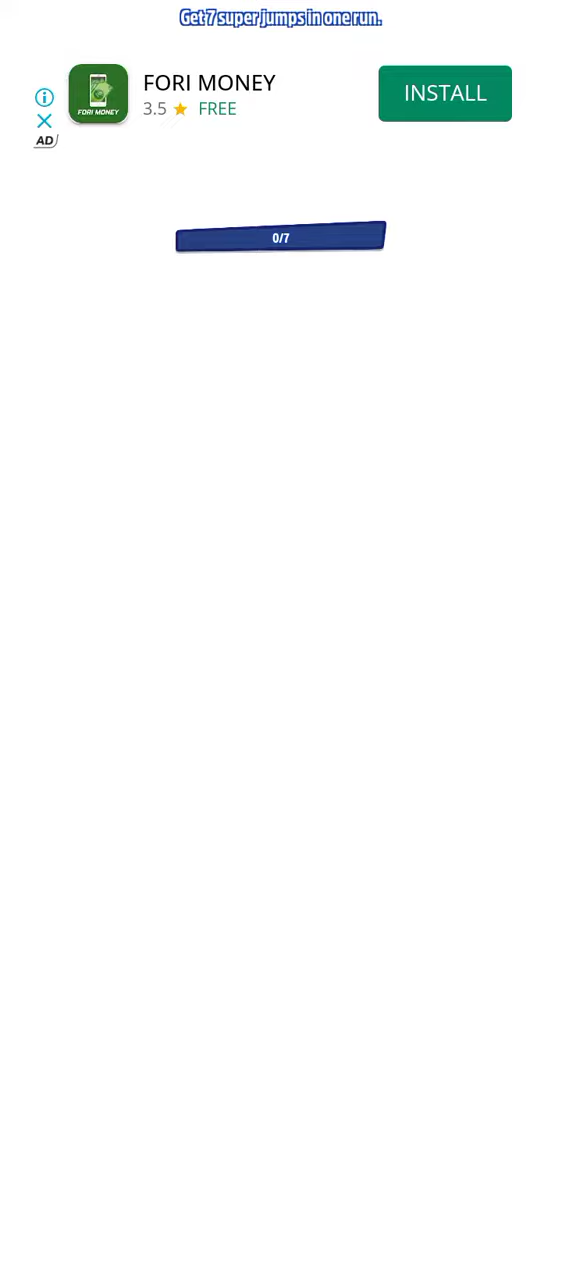 Get 7 super jumps in one run.
FORI MONEY
3.5 ★ FREE
INSTALL
FORI MONEY
AD
0/7